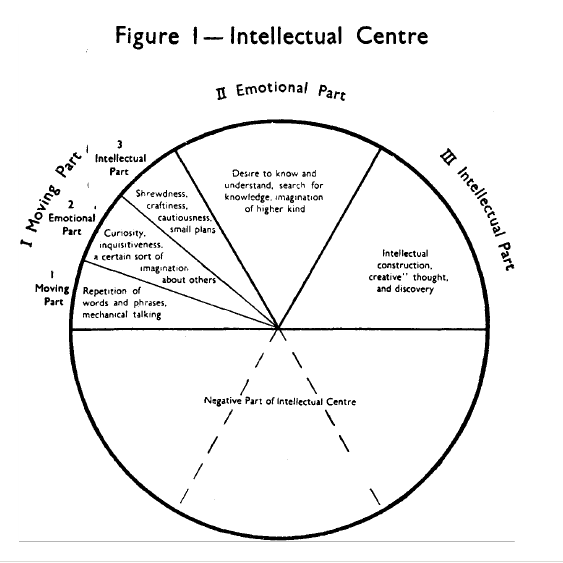 Figure I — Intellectual Centre
II Emotional Part
I Moving Part
III Intellectual Part
3
Intellectual
Part
2
Emotional
Part
1
Moving
Part
Shrewdness,
craftiness,
cautiousness,
small plans
Curiosity,
inquisitiveness,
a certain sort of
imagination
about others
Repetition of
words and phrases,
mechanical talking
Desire to know and
understand, search for
knowledge, imagination
of higher kind
Intellectual
construction,
creative" thought,
and discovery
Negative Part of Intellectual Centre